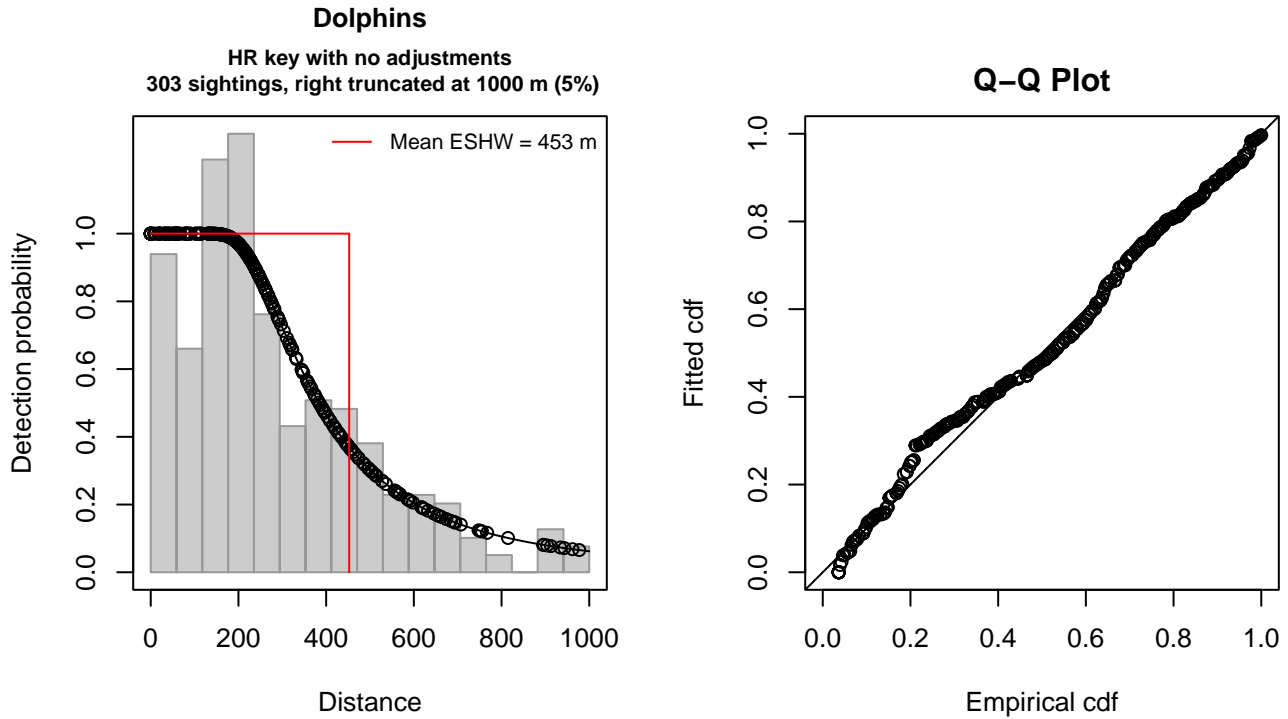 Dolphins
HR key with no adjustments
303 sightings, right truncated at 1000 m (5%)
Mean ESHW = 453 m
Detection probability
1.0
0.8
0.6
0.4
0.2
0.0
0 200 400 600 800 1000
Distance
Q−Q Plot
Fitted cdf
1.0
0.8
0.6
0.4
0.2
0.0
0.0 0.2 0.4 0.6 0.8 1.0
Empirical cdf